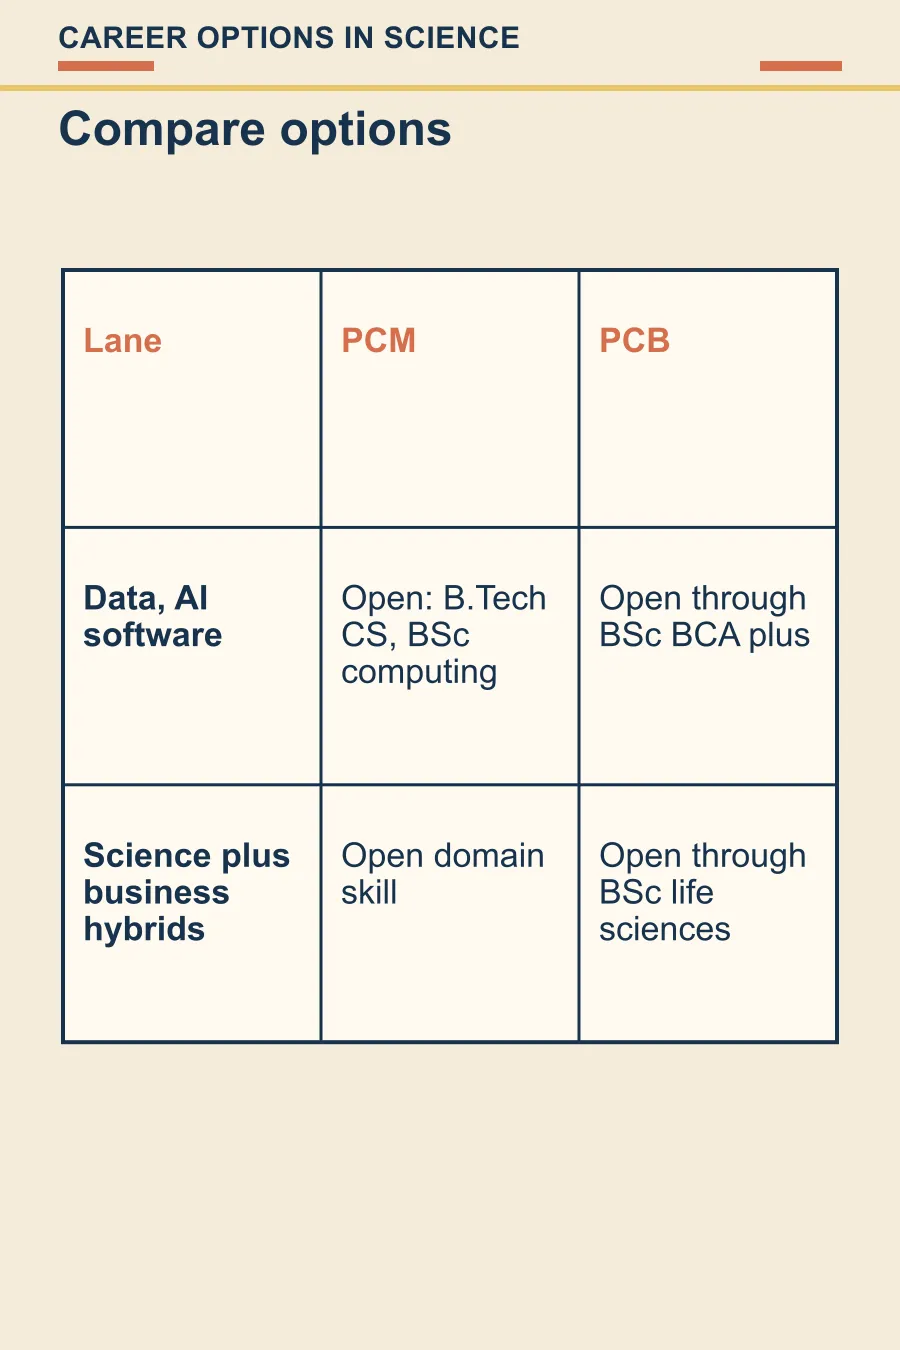 CAREER OPTIONS IN SCIENCE
Compare options
Lane
PCM
PCB
Data, AI
software
Open: B.Tech
CS, BSc
computing
Open through
BSc BCA plus
Science plus
business
hybrids
Open domain
skill
Open through
BSc life
sciences